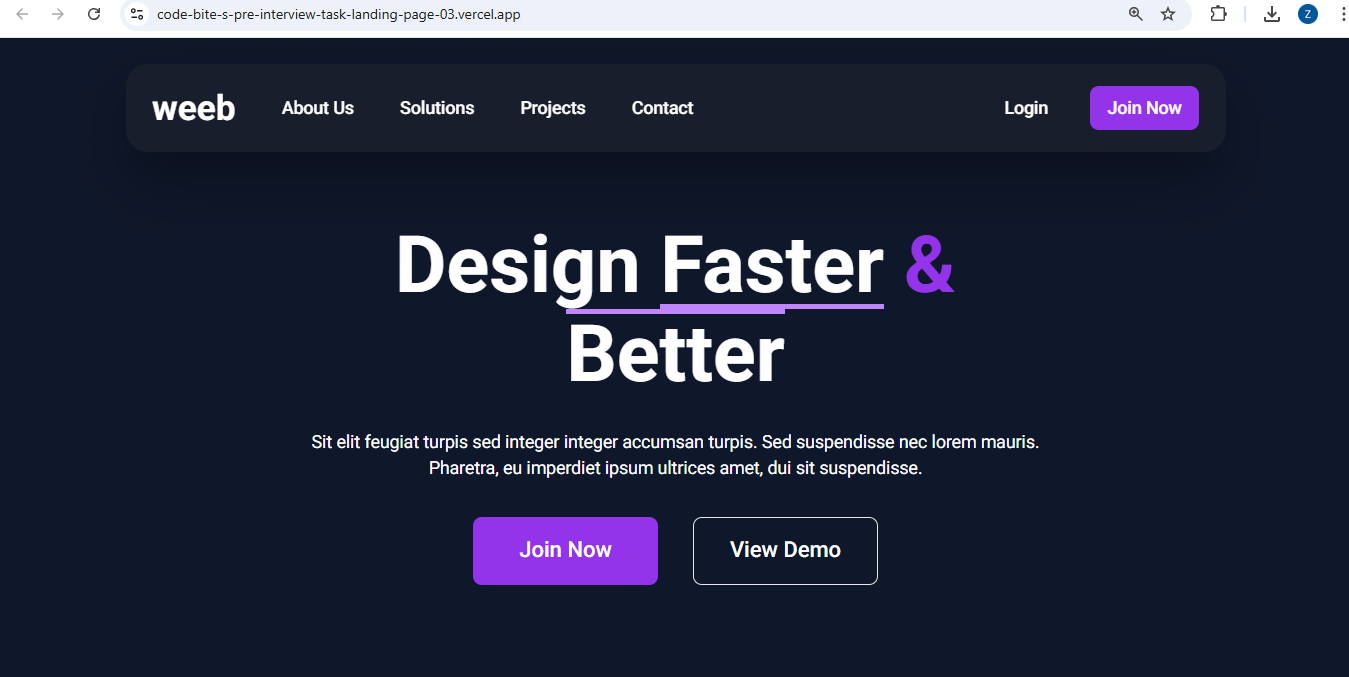 code-bite-s-pre-interview-task-landing-page-03.vercel.app
Z
weeb About Us Solutions Projects Contact Login Join Now
Design Faster &
Better
Sit elit feugiat turpis sed integer integer accumsan turpis. Sed suspendisse nec lorem mauris.
Pharetra, eu imperdiet ipsum ultrices amet, dui sit suspendisse.
Join Now View Demo